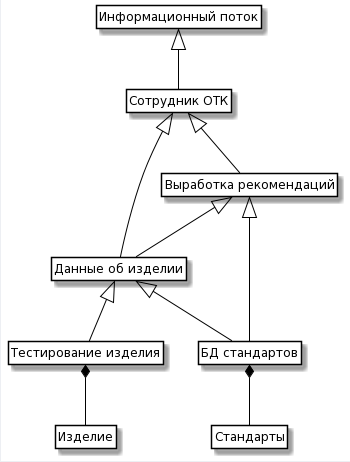 Информационный поток
Сотрудник ОТК
Выработка рекомендаций
Данные об изделии
Тестирование изделия
БД стандартов
Изделие
Стандарты